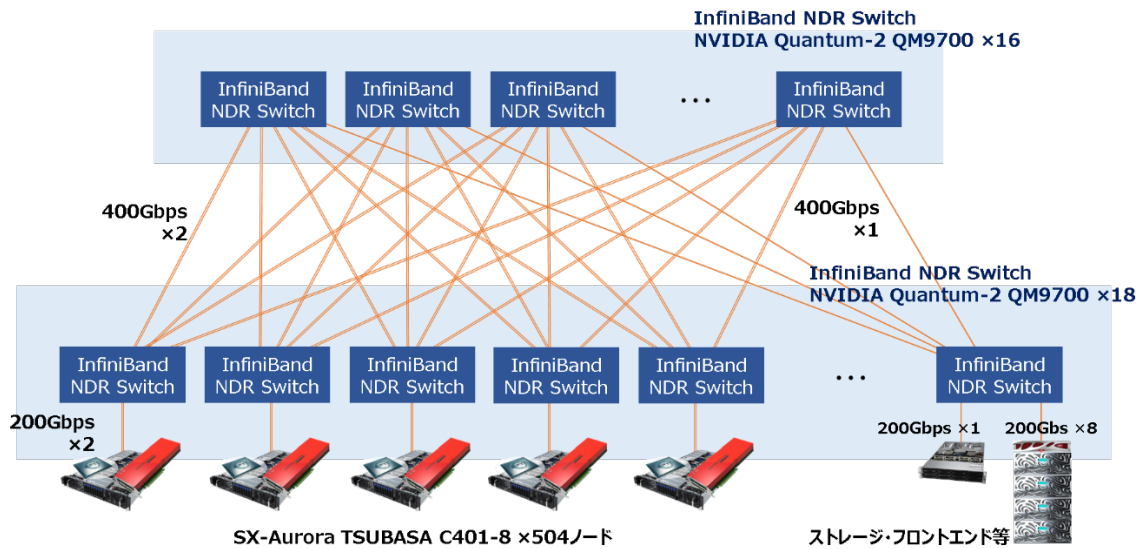 InfiniBand NDR Switch
NVIDIA Quantum-2 QM9700 ×16
InfiniBand
NDR Switch
InfiniBand
NDR Switch
InfiniBand
NDR Switch
...
InfiniBand
NDR Switch
400Gbps
×2
400Gbps
×1
InfiniBand NDR Switch
NVIDIA Quantum-2 QM9700 ×18
InfiniBand
NDR Switch
InfiniBand
NDR Switch
InfiniBand
NDR Switch
InfiniBand
NDR Switch
InfiniBand
NDR Switch
...
InfiniBand
NDR Switch
200Gbps
×2
200Gbps ×1
200Gbs ×8
SX-Aurora TSUBASA C401-8 ×504ノード
ストレージ・フロントエンド等